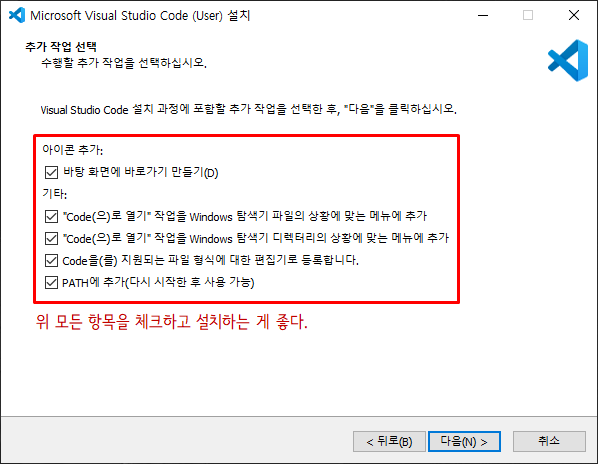 Microsoft Visual Studio Code (User) 설치
추가 작업 선택
수행할 추가 작업을 선택하십시오.
Visual Studio Code 설치 과정에 포함할 추가 작업을 선택한 후, "다음"을 클릭하십시오.
아이콘 추가:
바탕 화면에 바로가기 만들기(D)
기타:
"Code(으)로 열기" 작업을 Windows 탐색기 파일의 상황에 맞는 메뉴에 추가
"Code(으)로 열기" 작업을 Windows 탐색기 디렉터리의 상황에 맞는 메뉴에 추가
Code을(를) 지원되는 파일 형식에 대한 편집기로 등록합니다.
PATH에 추가(다시 시작한 후 사용 가능)
위 모든 항목을 체크하고 설치하는 게 좋다.
< 뒤로(B)
다음(N) >
취소